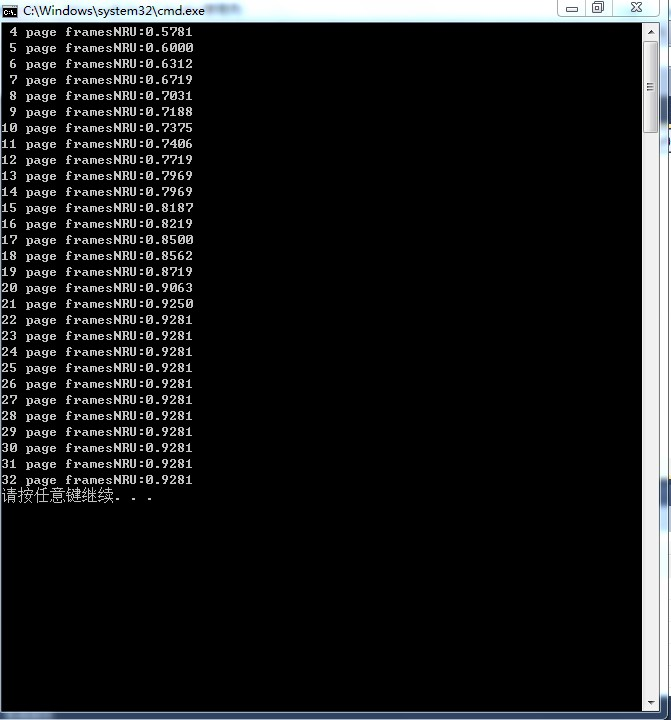 C:\Windows\system32\cmd.exe
4 page framesNRU:0.5781
5 page framesNRU:0.6000
6 page framesNRU:0.6312
7 page framesNRU:0.6719
8 page framesNRU:0.7031
9 page framesNRU:0.7188
10 page framesNRU:0.7375
11 page framesNRU:0.7406
12 page framesNRU:0.7719
13 page framesNRU:0.7969
14 page framesNRU:0.7969
15 page framesNRU:0.8187
16 page framesNRU:0.8219
17 page framesNRU:0.8500
18 page framesNRU:0.8562
19 page framesNRU:0.8719
20 page framesNRU:0.9063
21 page framesNRU:0.9250
22 page framesNRU:0.9281
23 page framesNRU:0.9281
24 page framesNRU:0.9281
25 page framesNRU:0.9281
26 page framesNRU:0.9281
27 page framesNRU:0.9281
28 page framesNRU:0.9281
29 page framesNRU:0.9281
30 page framesNRU:0.9281
31 page framesNRU:0.9281
32 page framesNRU:0.9281
请按任意键继续. . .